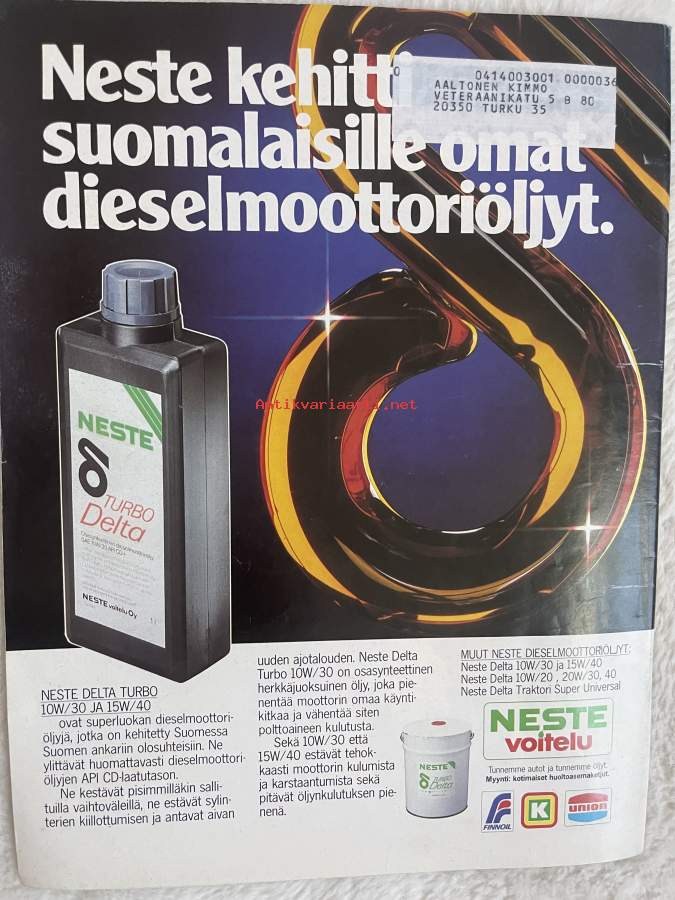 Neste kehitti
suomalaisille omat
dieselmoottoriöljyt.
0 0414003001 0000036
AALTONEN KIMMO
VETERAANIKATU 5 B 80
20350 TURKU 35
Antikvariaatti.net
NESTE
δ
TURBO
Delta
NESTE voitelu Oy
1 l
NESTE DELTA TURBO
10W/30 JA 15W/40
ovat superluokan dieselmoottori-
öljyjä, jotka on kehitetty Suomessa
Suomen ankariin olosuhteisiin. Ne
ylittävät huomattavasti dieselmoottori-
öljyjen API CD-laatutason.
Ne kestävät pisimmilläkin salli-
tuilla vaihtoväleillä, ne estävät sylin-
terien kiillottumisen ja antavat aivan
uuden ajotalouden. Neste Delta
Turbo 10W/30 on osasynteettinen
herkkäjuoksuinen öljy, joka pie-
nentää moottorin omaa käynti-
kitkaa ja vähentää siten
polttoaineen kulutusta.
Sekä 10W/30 että
15W/40 estävät tehok-
kaasti moottorin kulumista
ja karstaantumista sekä
pitävät öljynkulutuksen pie-
nenä.
NESTE
δ TURBO
Delta
MUUT NESTE DIESELMOOTTORIÖLJYT:
Neste Delta 10W/30 ja 15W/40
Neste Delta 10W/20, 20W/30, 40
Neste Delta Traktori Super Universal
NESTE
voitelu
Tunnemme autot ja tunnemme öljyt.
Myynti: kotimaiset huoltoasemaketjut.
FINNOIL
K
UNION